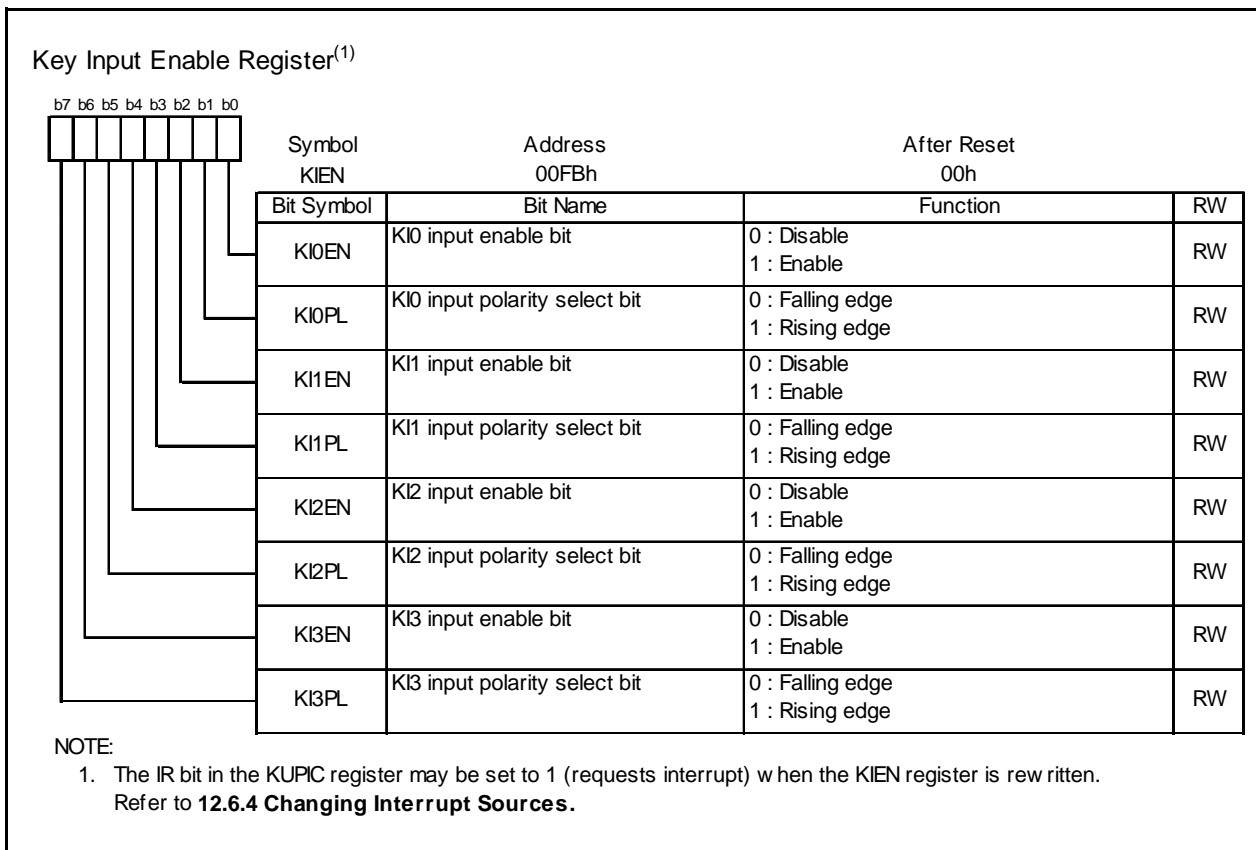 Key Input Enable Register(1)
b7 b6 b5 b4 b3 b2 b1 b0
Symbol Address After Reset
KIEN 00FBh 00h
Bit Symbol Bit Name Function RW
KI0EN KI0 input enable bit 0 : Disable RW
1 : Enable
KI0PL KI0 input polarity select bit 0 : Falling edge RW
1 : Rising edge
KI1EN KI1 input enable bit 0 : Disable RW
1 : Enable
KI1PL KI1 input polarity select bit 0 : Falling edge RW
1 : Rising edge
KI2EN KI2 input enable bit 0 : Disable RW
1 : Enable
KI2PL KI2 input polarity select bit 0 : Falling edge RW
1 : Rising edge
KI3EN KI3 input enable bit 0 : Disable RW
1 : Enable
KI3PL KI3 input polarity select bit 0 : Falling edge RW
1 : Rising edge
NOTE:
1. The IR bit in the KUPIC register may be set to 1 (requests interrupt) when the KIEN register is rewritten.
Refer to 12.6.4 Changing Interrupt Sources.